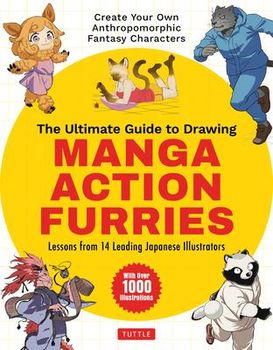 Create Your Own
Anthropomorphic
Fantasy Characters
The Ultimate Guide to Drawing
MANGA
ACTION
FURRIES
Lessons from 14 Leading Japanese Illustrators
With Over
1000
Illustrations
TUTTLE